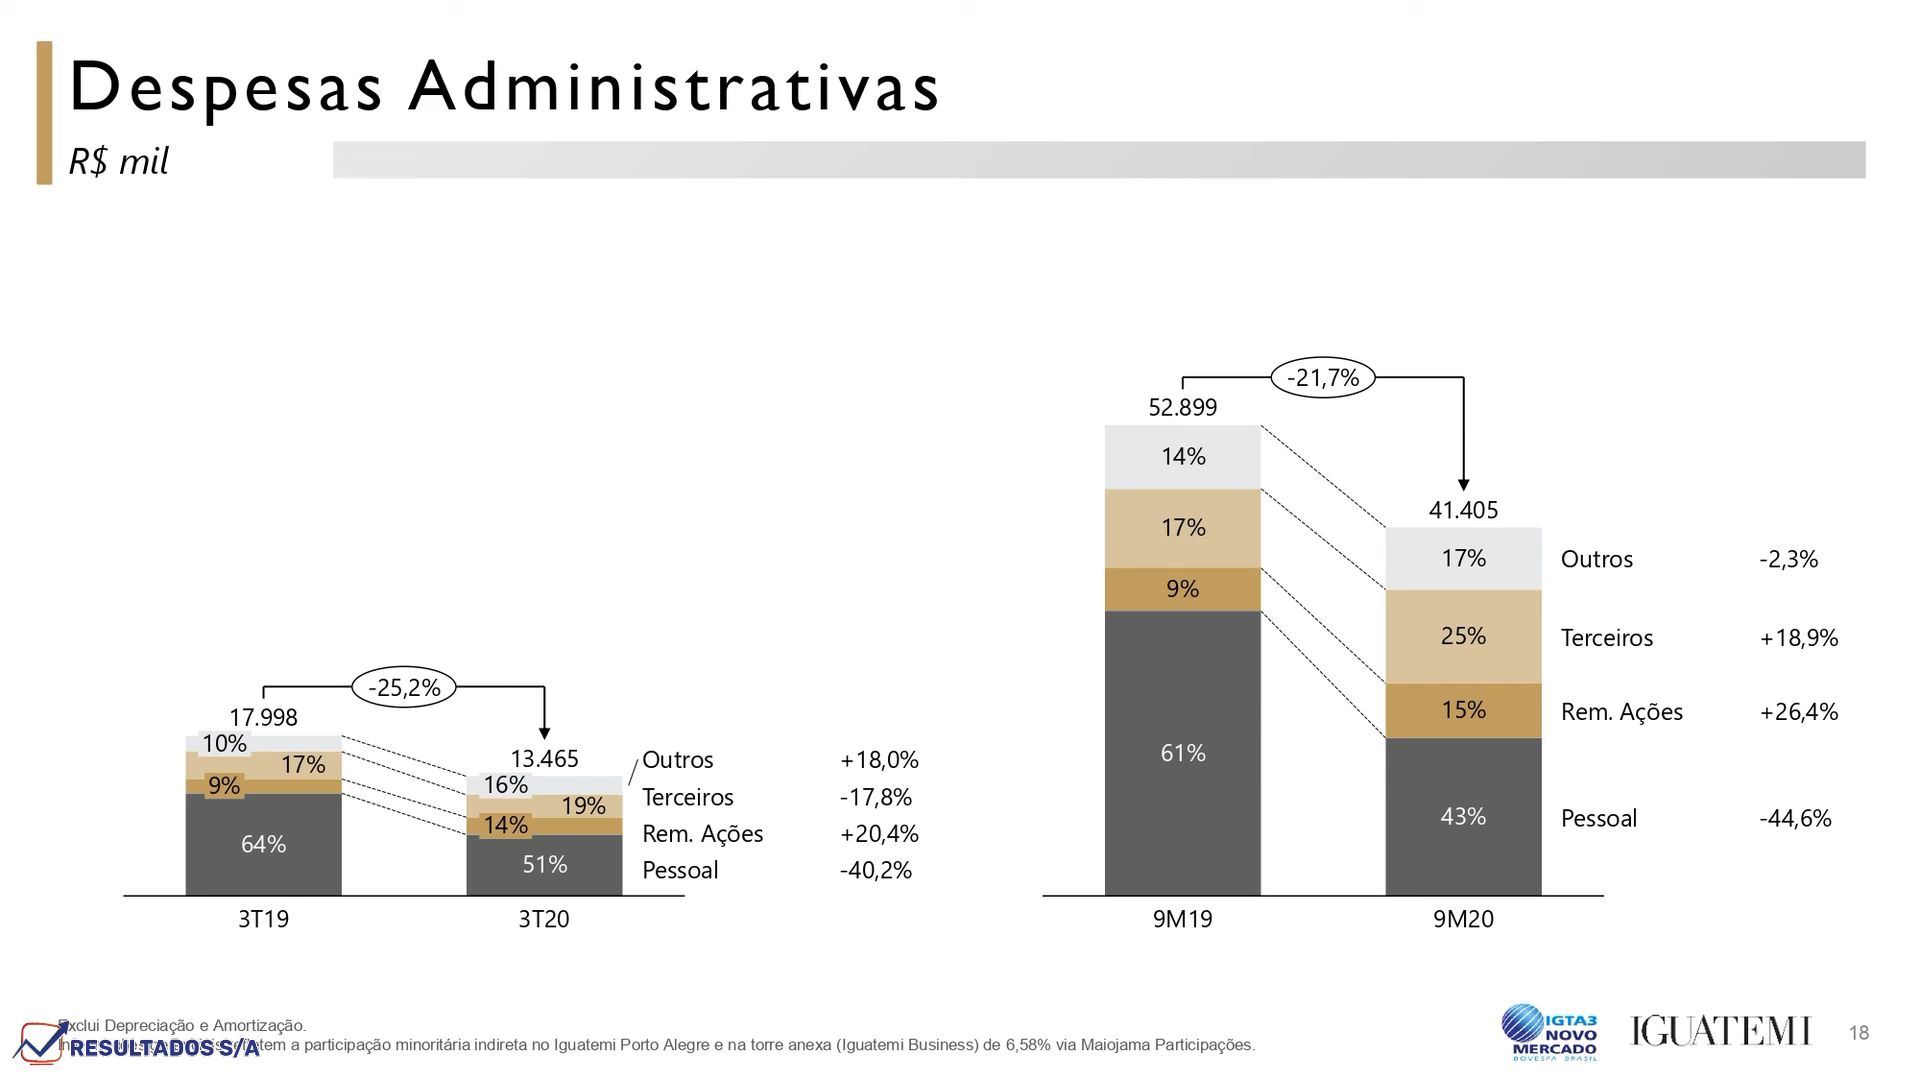 Despesas Administrativas
R$ mil
-25,2%
17.998
10%
17%
9%
64%
13.465
16%
19%
14%
51%
Outros +18,0%
Terceiros -17,8%
Rem. Ações +20,4%
Pessoal -40,2%
3T19 3T20
-21,7%
52.899
14%
17%
9%
61%
41.405
17%
25%
15%
43%
Outros -2,3%
Terceiros +18,9%
Rem. Ações +26,4%
Pessoal -44,6%
9M19 9M20
Exclui Depreciação e Amortização.
a participação minoritária indireta no Iguatemi Porto Alegre e na torre anexa (Iguatemi Business) de 6,58% via Maiojama Participações.
RESULTADOS S/A
IGTA3
NOVO
MERCADO
BOVESPA BRASIL
IGUATEMI
18